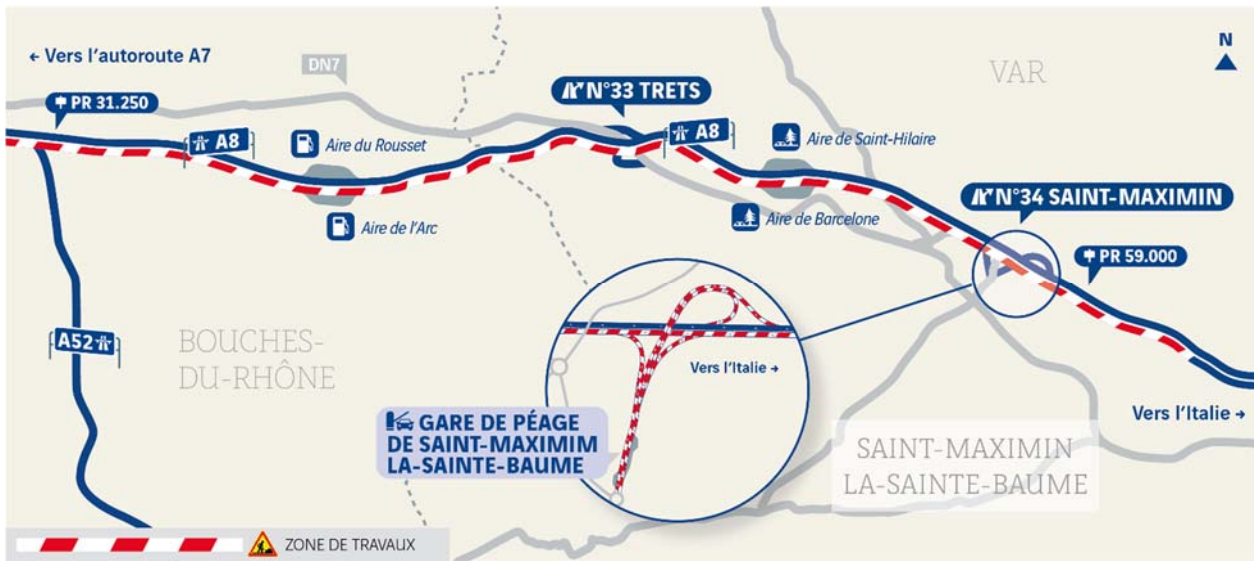 ← Vers l'autoroute A7
DN7
N°33 TRETS
VAR
N
PR 31.250
A8
Aire du Rousset
A8
Aire de Saint-Hilaire
N°34 SAINT-MAXIMIN
Aire de l'Arc
Aire de Barcelone
PR 59.000
A52
BOUCHES-
DU-RHÔNE
Vers l'Italie →
Vers l'Italie →
GARE DE PÉAGE
DE SAINT-MAXIMIM
LA-SAINTE-BAUME
SAINT-MAXIMIN
LA-SAINTE-BAUME
ZONE DE TRAVAUX